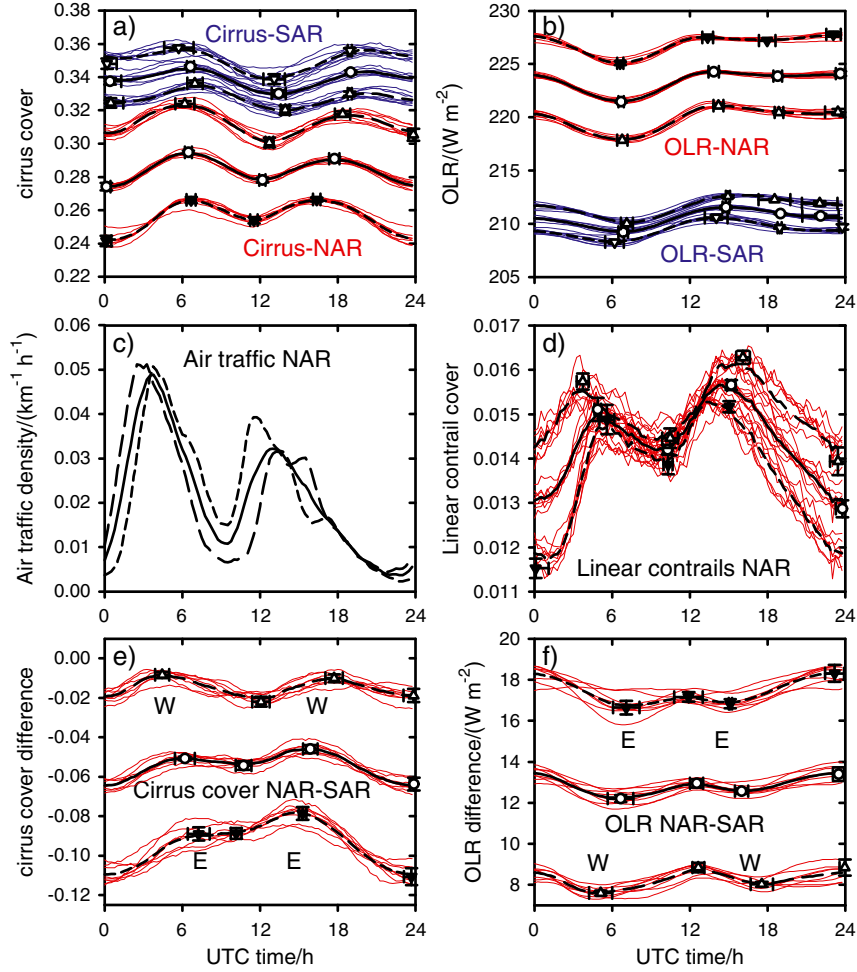 a)
Cirrus-SAR
Cirrus-NAR
cirrus cover
0.38
0.36
0.34
0.32
0.30
0.28
0.26
0.24
0.22
0 6 12 18 24
b)
OLR-NAR
OLR-SAR
OLR/(W m⁻²)
230
225
220
215
210
205
0 6 12 18 24
c)
Air traffic NAR
Air traffic density/(km⁻¹ h⁻¹)
0.06
0.05
0.04
0.03
0.02
0.01
0.00
0 6 12 18 24
d)
Linear contrails NAR
Linear contrail cover
0.017
0.016
0.015
0.014
0.013
0.012
0.011
0 6 12 18 24
e)
W W
Cirrus cover NAR-SAR
E E
cirrus cover difference
0.00
-0.02
-0.04
-0.06
-0.08
-0.10
-0.12
0 6 12 18 24
UTC time/h
f)
E E
OLR NAR-SAR
W W
OLR difference/(W m⁻²)
20
18
16
14
12
10
8
0 6 12 18 24
UTC time/h